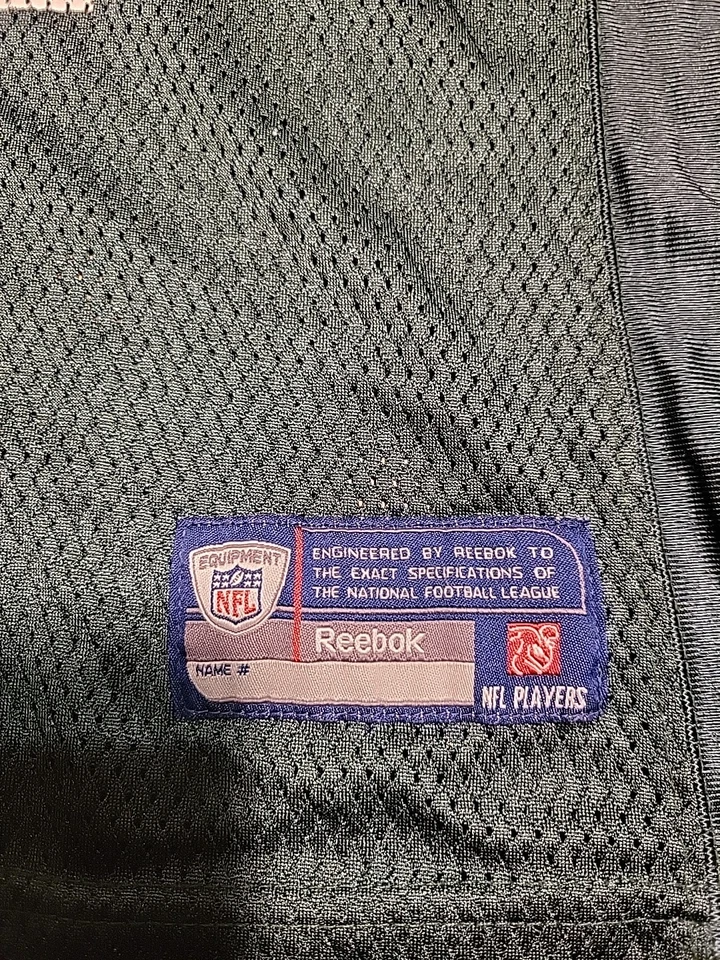 EQUIPMENT
NFL
ENGINEERED BY REEBOK TO
THE EXACT SPECIFICATIONS OF
THE NATIONAL FOOTBALL LEAGUE
Reebok
NAME #
NFL PLAYERS